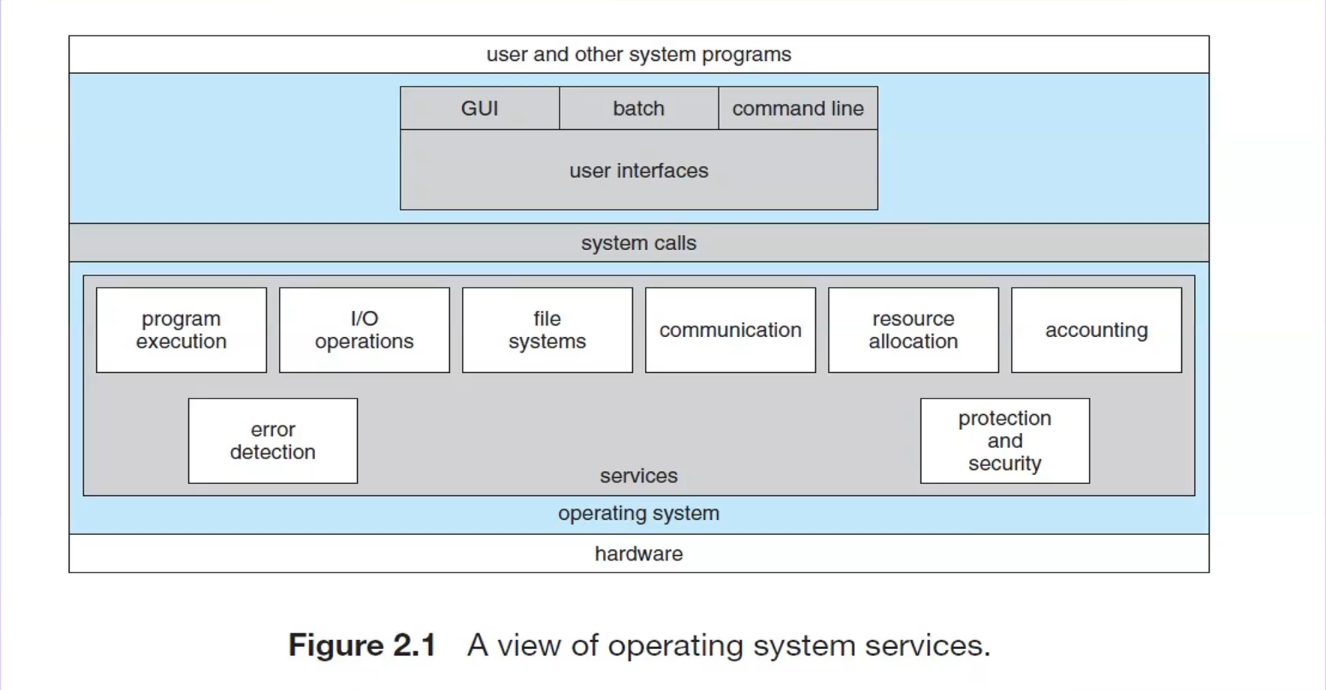 user and other system programs
GUI
batch
command line
user interfaces
system calls
program
execution
I/O
operations
file
systems
communication
resource
allocation
accounting
error
detection
protection
and
security
services
operating system
hardware
Figure 2.1 A view of operating system services.